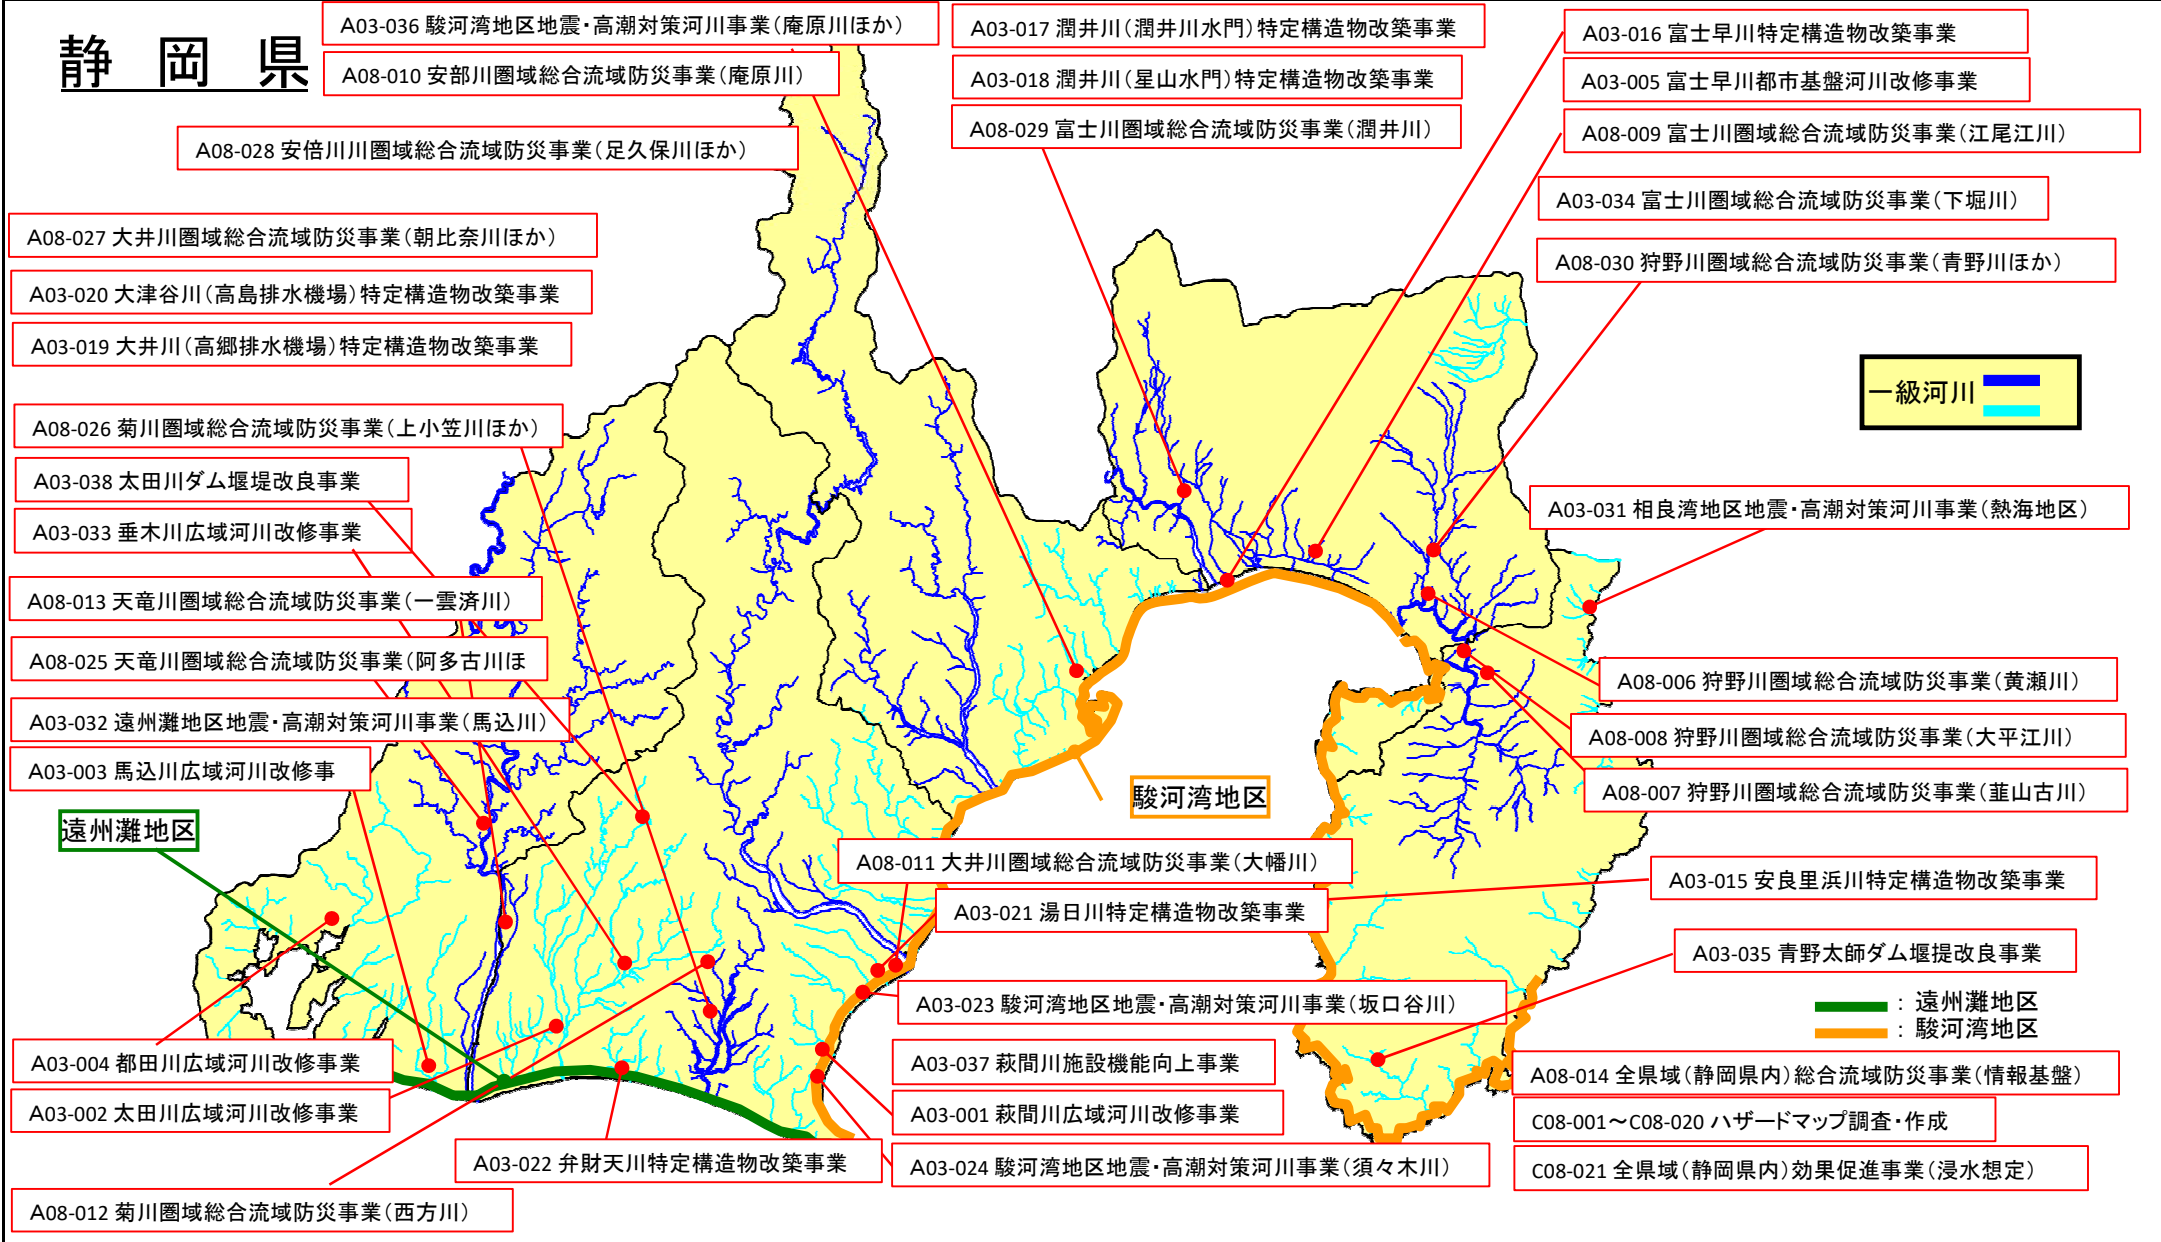 静岡県
A03-036 駿河湾地区地震・高潮対策河川事業(庵原川ほか)
A08-010 安部川圏域総合流域防災事業(庵原川)
A08-028 安倍川川圏域総合流域防災事業(足久保川ほか)
A03-017 潤井川(潤井川水門)特定構造物改築事業
A03-018 潤井川(星山水門)特定構造物改築事業
A08-029 富士川圏域総合流域防災事業(潤井川)
A03-016 富士早川特定構造物改築事業
A03-005 富士早川都市基盤河川改修事業
A08-009 富士川圏域総合流域防災事業(江尾江川)
A03-034 富士川圏域総合流域防災事業(下堀川)
A08-030 狩野川圏域総合流域防災事業(青野川ほか)
A08-027 大井川圏域総合流域防災事業(朝比奈川ほか)
A03-020 大津谷川(高島排水機場)特定構造物改築事業
A03-019 大井川(高郷排水機場)特定構造物改築事業
一級河川
A08-026 菊川圏域総合流域防災事業(上小笠川ほか)
A03-038 太田川ダム堰堤改良事業
A03-033 垂木川広域河川改修事業
A03-031 相良湾地区地震・高潮対策河川事業(熱海地区)
A08-013 天竜川圏域総合流域防災事業(一雲済川)
A08-025 天竜川圏域総合流域防災事業(阿多古川ほ
A03-032 遠州灘地区地震・高潮対策河川事業(馬込川)
A03-003 馬込川広域河川改修事
遠州灘地区
A08-006 狩野川圏域総合流域防災事業(黄瀬川)
A08-008 狩野川圏域総合流域防災事業(大平江川)
A08-007 狩野川圏域総合流域防災事業(韮山古川)
駿河湾地区
A08-011 大井川圏域総合流域防災事業(大幡川)
A03-021 湯日川特定構造物改築事業
A03-015 安良里浜川特定構造物改築事業
A03-035 青野太師ダム堰堤改良事業
A03-023 駿河湾地区地震・高潮対策河川事業(坂口谷川)
:遠州灘地区
:駿河湾地区
A03-004 都田川広域河川改修事業
A03-002 太田川広域河川改修事業
A03-037 萩間川施設機能向上事業
A03-001 萩間川広域河川改修事業
A03-022 弁財天川特定構造物改築事業
A03-024 駿河湾地区地震・高潮対策河川事業(須々木川)
A08-014 全県域(静岡県内)総合流域防災事業(情報基盤)
C08-001~C08-020 ハザードマップ調査・作成
C08-021 全県域(静岡県内)効果促進事業(浸水想定)
A08-012 菊川圏域総合流域防災事業(西方川)